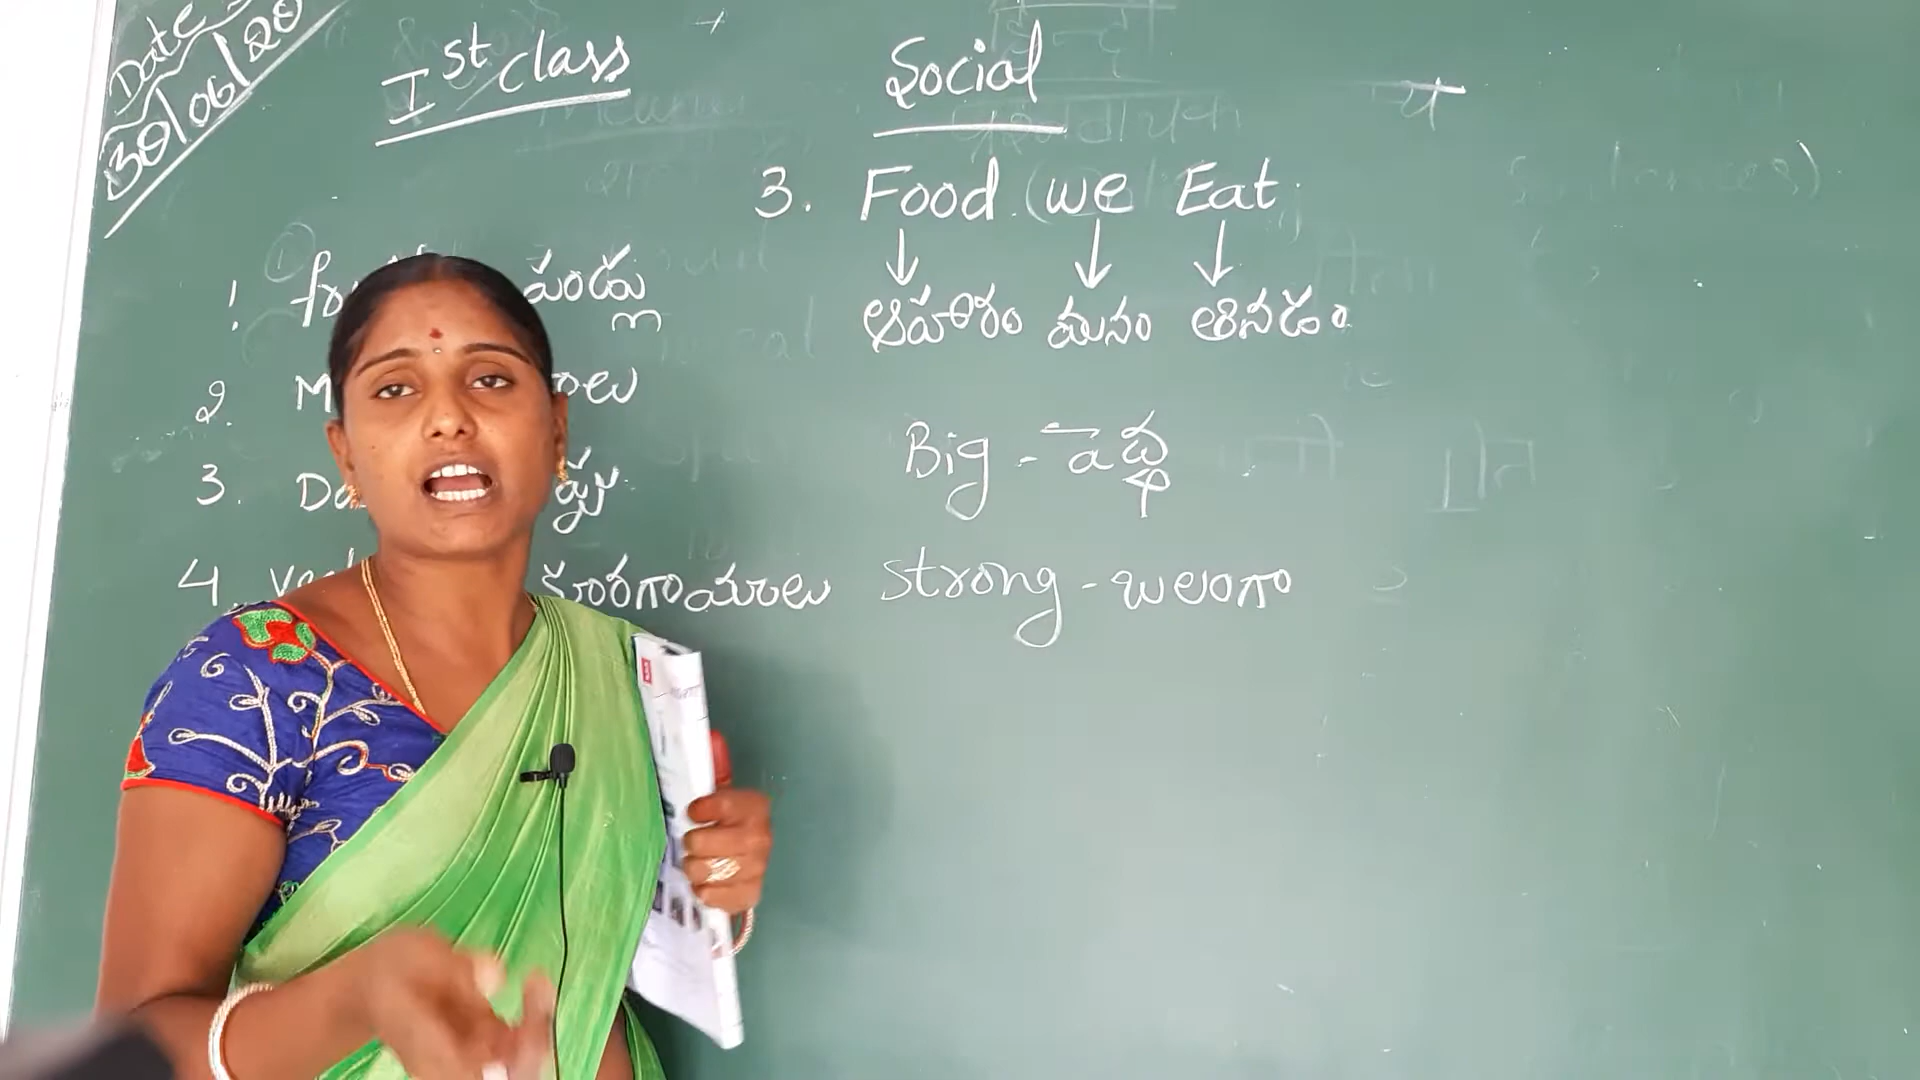 Date
30/06/20
Ist class
Social
3. Food we Eat
ఆహారం మనం తినడం
1. పండ్లు
2.
3.
4. కూరగాయలు
Big - పెద్ద
Strong - బలంగా